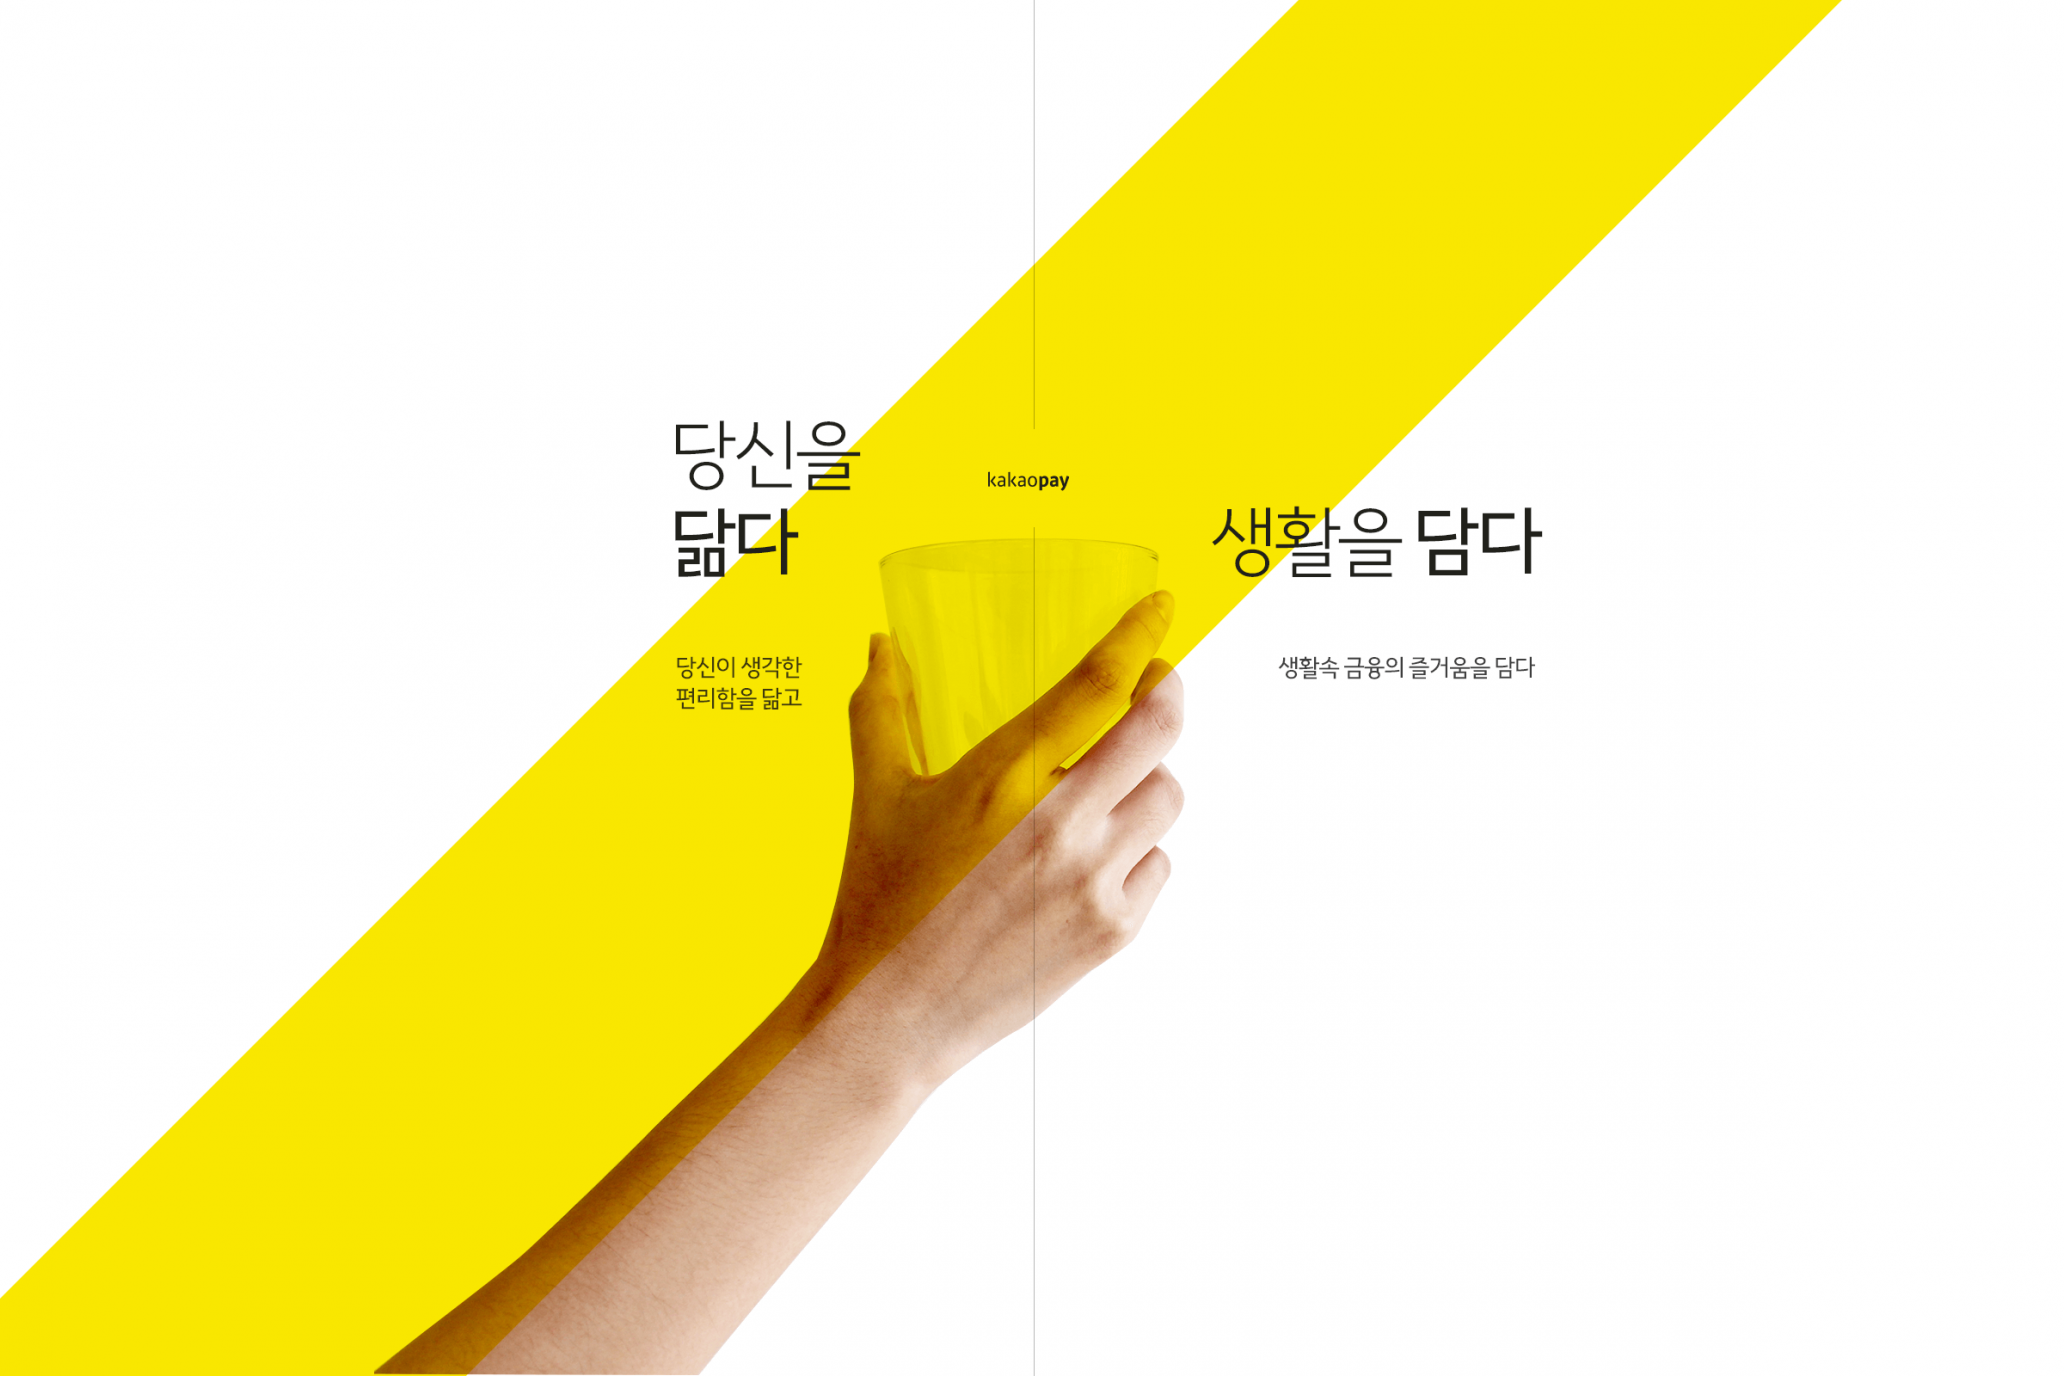 당신을
닮다
kakaopay
생활을 담다
당신이 생각한
편리함을 닮고
생활속 금융의 즐거움을 담다